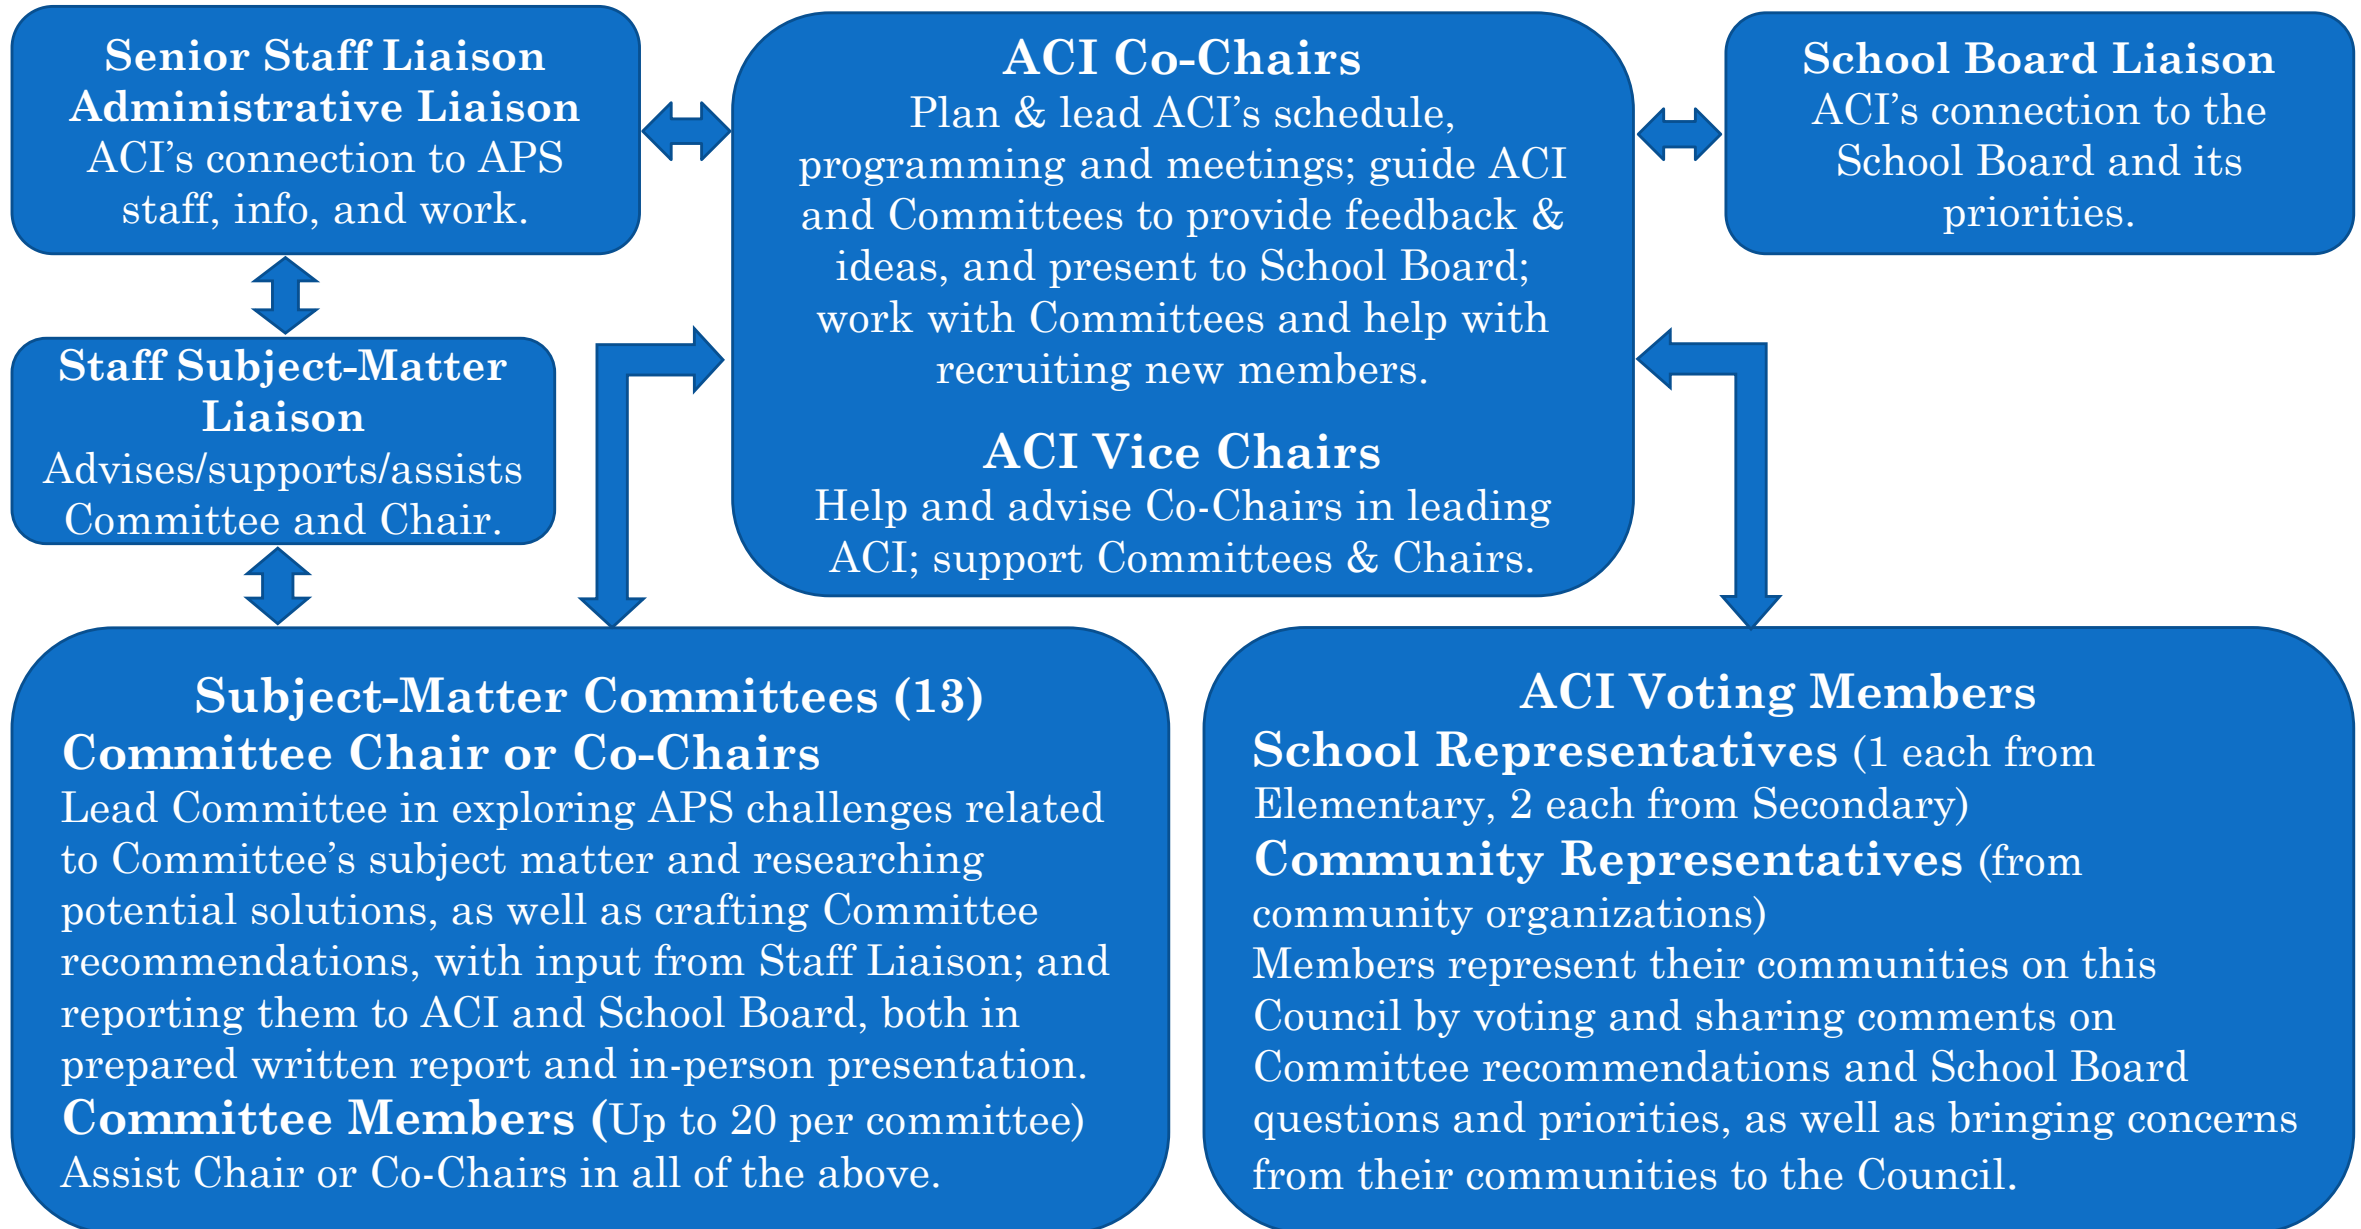 Senior Staff Liaison
Administrative Liaison
ACI’s connection to APS
staff, info, and work.
ACI Co-Chairs
Plan & lead ACI’s schedule,
programming and meetings; guide ACI
and Committees to provide feedback &
ideas, and present to School Board;
work with Committees and help with
recruiting new members.
ACI Vice Chairs
Help and advise Co-Chairs in leading
ACI; support Committees & Chairs.
School Board Liaison
ACI’s connection to the
School Board and its
priorities.
Staff Subject-Matter
Liaison
Advises/supports/assists
Committee and Chair.
Subject-Matter Committees (13)
Committee Chair or Co-Chairs
Lead Committee in exploring APS challenges related
to Committee’s subject matter and researching
potential solutions, as well as crafting Committee
recommendations, with input from Staff Liaison; and
reporting them to ACI and School Board, both in
prepared written report and in-person presentation.
Committee Members (Up to 20 per committee)
Assist Chair or Co-Chairs in all of the above.
ACI Voting Members
School Representatives (1 each from
Elementary, 2 each from Secondary)
Community Representatives (from
community organizations)
Members represent their communities on this
Council by voting and sharing comments on
Committee recommendations and School Board
questions and priorities, as well as bringing concerns
from their communities to the Council.